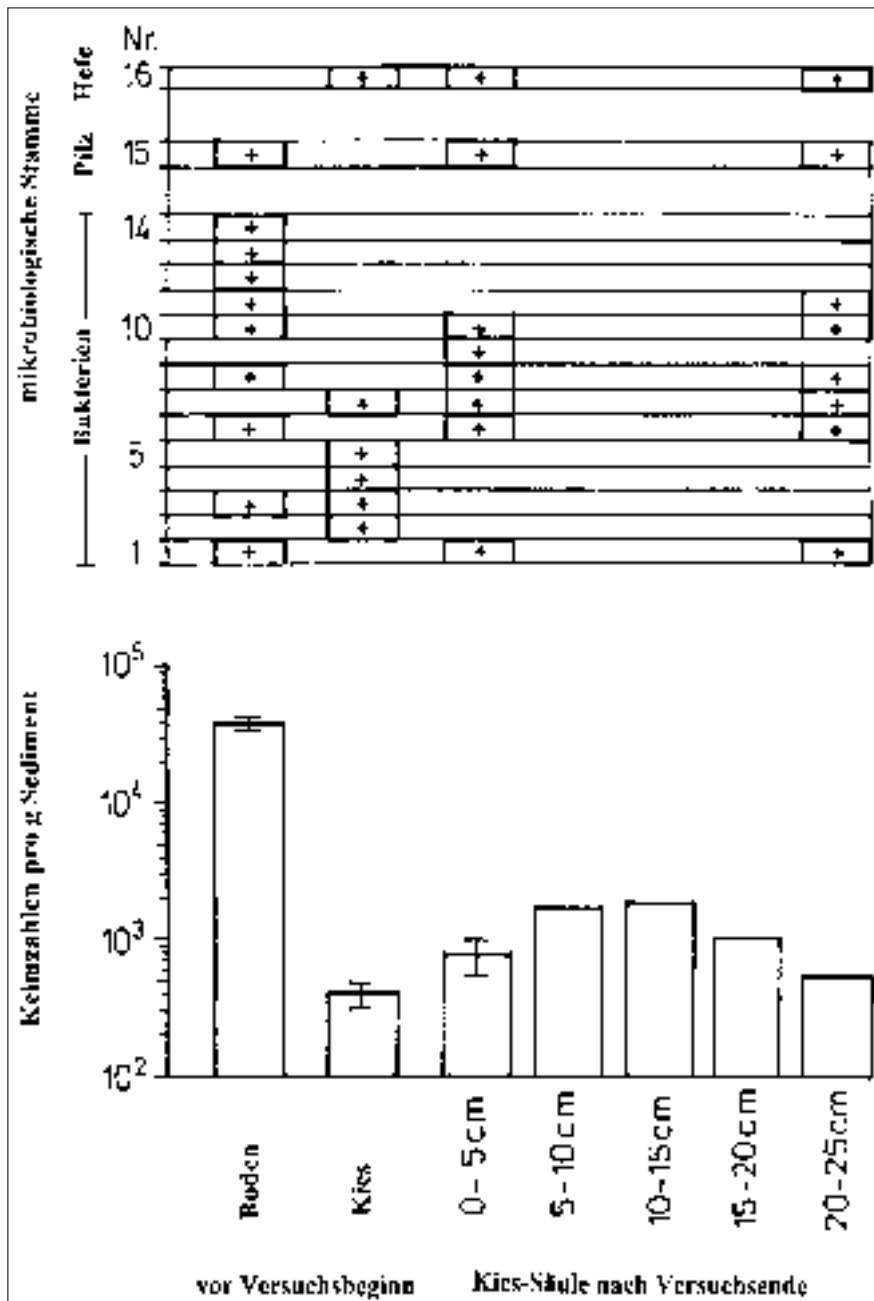 Nr.
Hefe
16
Pilz
15
mikrobiologische Stamme
14
10
Bakterien
5
1
Keimzahlen pro g Sediment
10⁵
10⁴
10³
10²
Boden
Kies
0-5cm
5-10cm
10-15cm
15-20cm
20-25cm
vor Versuchsbeginn
Kies-Säule nach Versuchsende